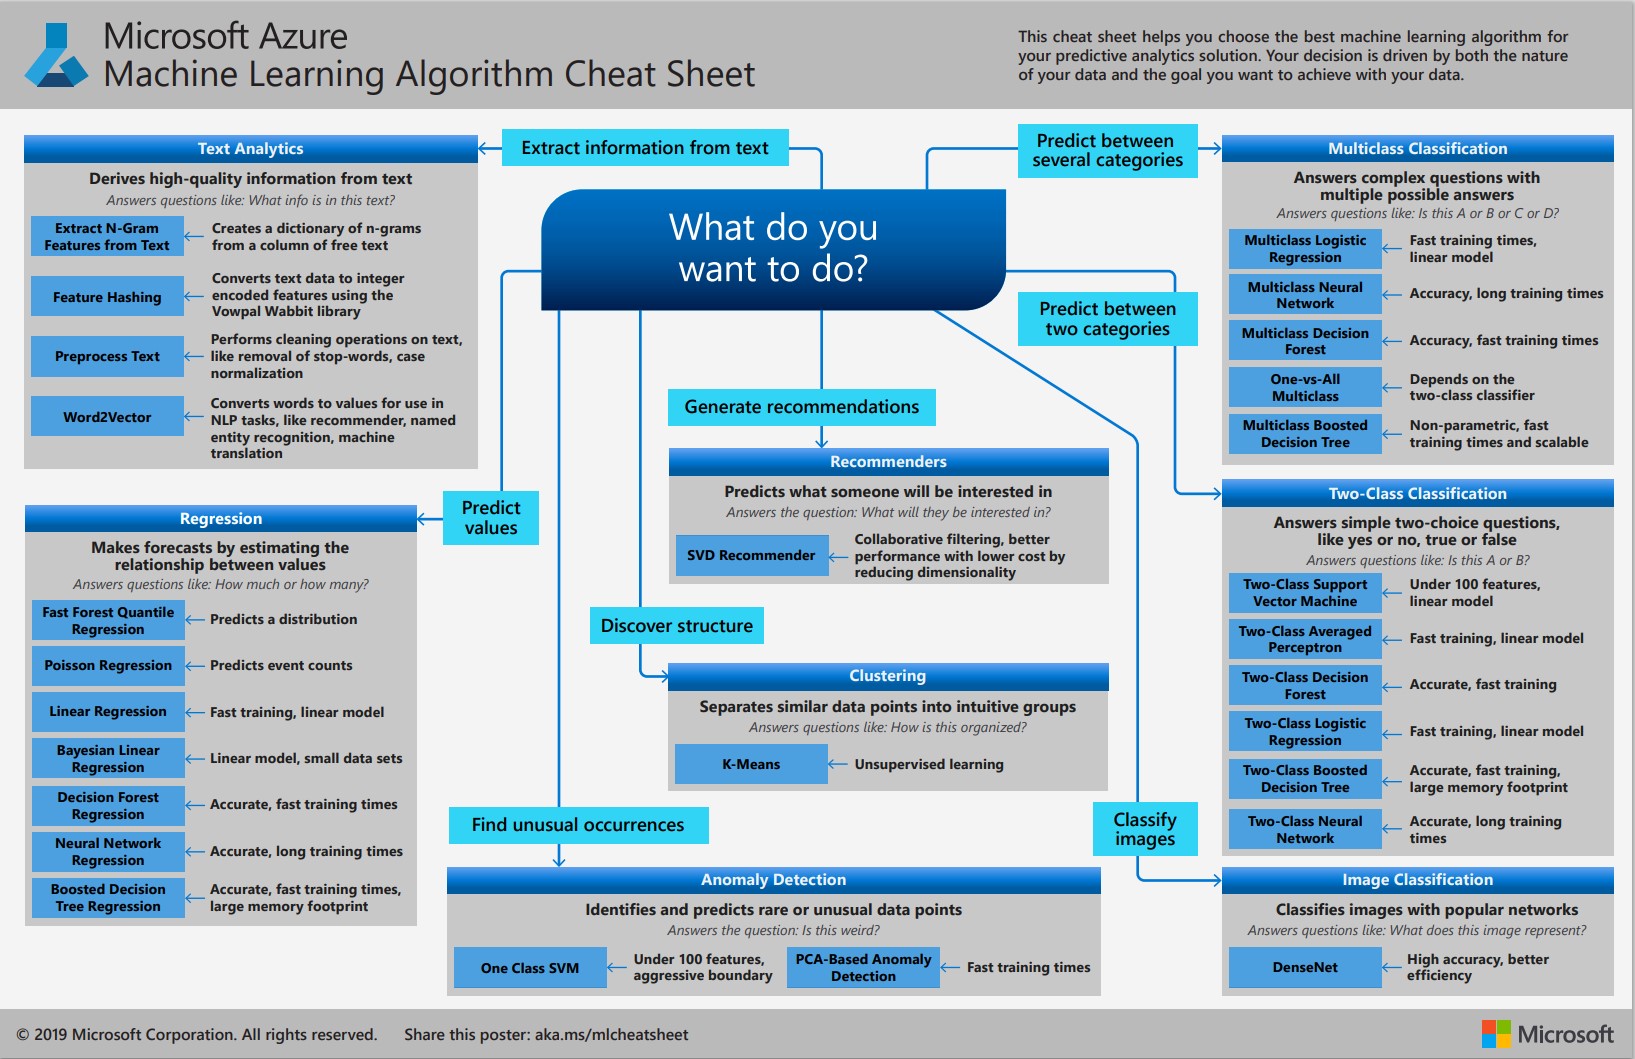 Microsoft Azure
Machine Learning Algorithm Cheat Sheet
This cheat sheet helps you choose the best machine learning algorithm for
your predictive analytics solution. Your decision is driven by both the nature
of your data and the goal you want to achieve with your data.
What do you
want to do?
Extract information from text
Text Analytics
Derives high-quality information from text
Answers questions like: What info is in this text?
Extract N-Gram
Features from Text
Creates a dictionary of n-grams
from a column of free text
Feature Hashing
Converts text data to integer
encoded features using the
Vowpal Wabbit library
Preprocess Text
Performs cleaning operations on text,
like removal of stop-words, case
normalization
Word2Vector
Converts words to values for use in
NLP tasks, like recommender, named
entity recognition, machine
translation
Predict
values
Regression
Makes forecasts by estimating the
relationship between values
Answers questions like: How much or how many?
Fast Forest Quantile
Regression
Predicts a distribution
Poisson Regression
Predicts event counts
Linear Regression
Fast training, linear model
Bayesian Linear
Regression
Linear model, small data sets
Decision Forest
Regression
Accurate, fast training times
Neural Network
Regression
Accurate, long training times
Boosted Decision
Tree Regression
Accurate, fast training times,
large memory footprint
Generate recommendations
Recommenders
Predicts what someone will be interested in
Answers the question: What will they be interested in?
SVD Recommender
Collaborative filtering, better
performance with lower cost by
reducing dimensionality
Discover structure
Clustering
Separates similar data points into intuitive groups
Answers questions like: How is this organized?
K-Means
Unsupervised learning
Find unusual occurrences
Anomaly Detection
Identifies and predicts rare or unusual data points
Answers the question: Is this weird?
One Class SVM
Under 100 features,
aggressive boundary
PCA-Based Anomaly
Detection
Fast training times
Predict between
several categories
Multiclass Classification
Answers complex questions with
multiple possible answers
Answers questions like: Is this A or B or C or D?
Multiclass Logistic
Regression
Fast training times,
linear model
Multiclass Neural
Network
Accuracy, long training times
Multiclass Decision
Forest
Accuracy, fast training times
One-vs-All
Multiclass
Depends on the
two-class classifier
Multiclass Boosted
Decision Tree
Non-parametric, fast
training times and scalable
Predict between
two categories
Two-Class Classification
Answers simple two-choice questions,
like yes or no, true or false
Answers questions like: Is this A or B?
Two-Class Support
Vector Machine
Under 100 features,
linear model
Two-Class Averaged
Perceptron
Fast training, linear model
Two-Class Decision
Forest
Accurate, fast training
Two-Class Logistic
Regression
Fast training, linear model
Two-Class Boosted
Decision Tree
Accurate, fast training,
large memory footprint
Two-Class Neural
Network
Accurate, long training
times
Classify
images
Image Classification
Classifies images with popular networks
Answers questions like: What does this image represent?
DenseNet
High accuracy, better
efficiency
© 2019 Microsoft Corporation. All rights reserved.
Share this poster: aka.ms/mlcheatsheet
Microsoft